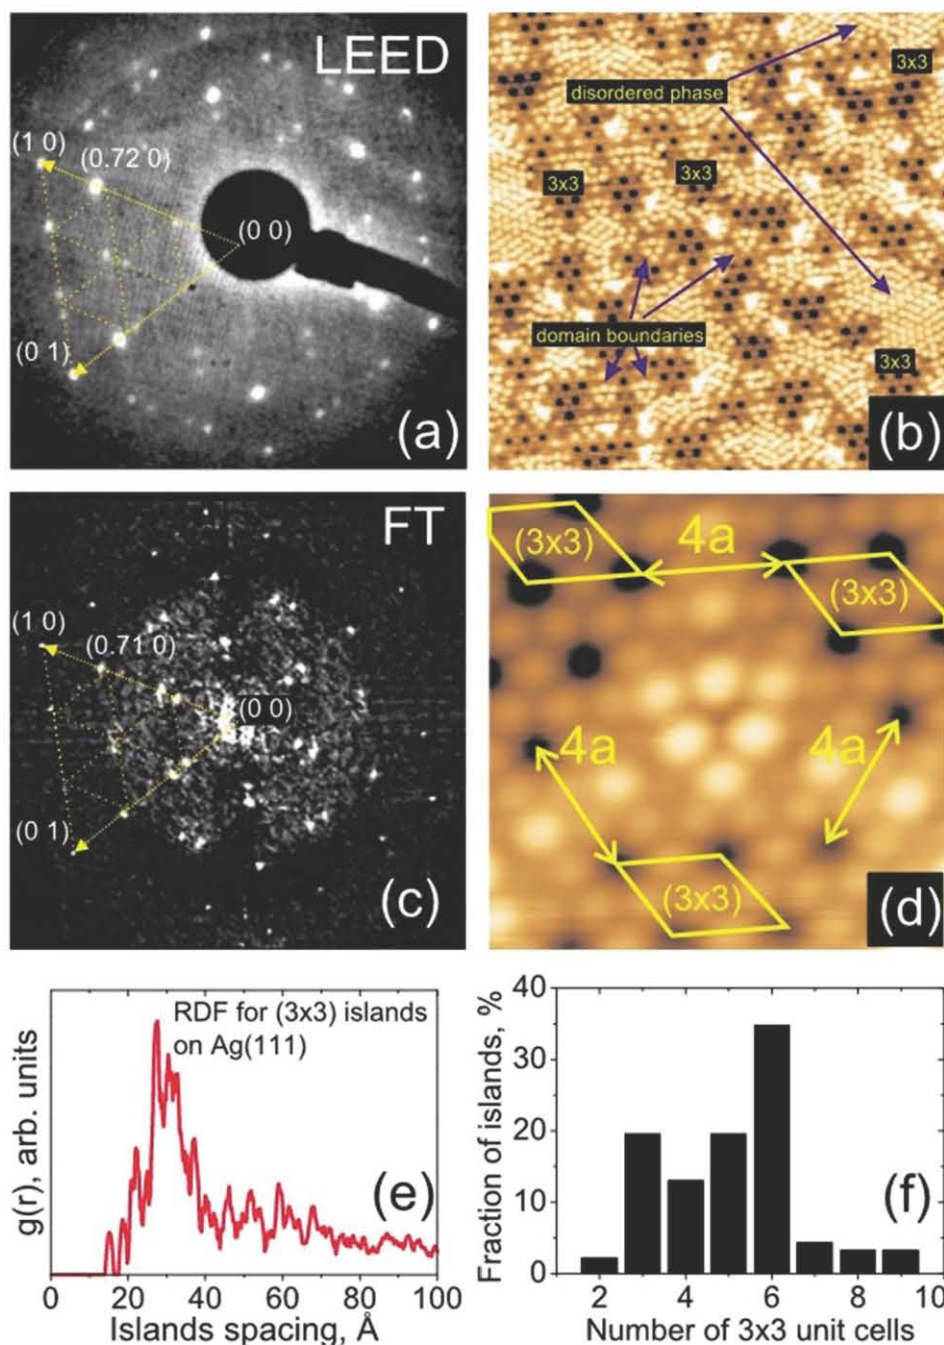 LEED
(1 0)
(0.72 0)
(0 0)
(0 1)
(a)
3x3
disordered phase
3x3
3x3
domain boundaries
3x3
(b)
FT
(1 0)
(0.71 0)
(0 0)
(0 1)
(c)
(3x3)
4a
(3x3)
4a
4a
(3x3)
(d)
RDF for (3x3) islands
on Ag(111)
g(r), arb. units
(e)
0 20 40 60 80 100
Islands spacing, Å
Fraction of islands, %
40
30
20
10
0
(f)
2 4 6 8 10
Number of 3x3 unit cells